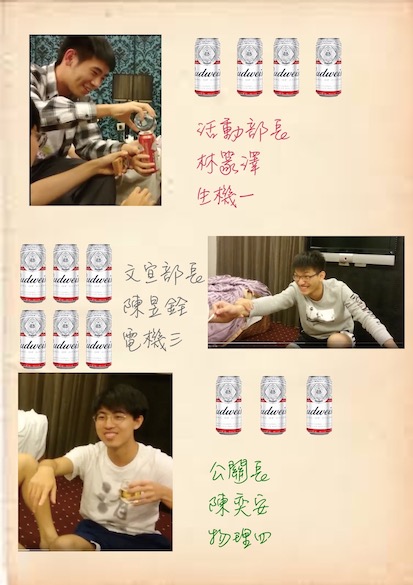 活動部長
林篆澤
生機一
文宣部長
陳昱銓
電機三
公關長
陳奕安
物理四